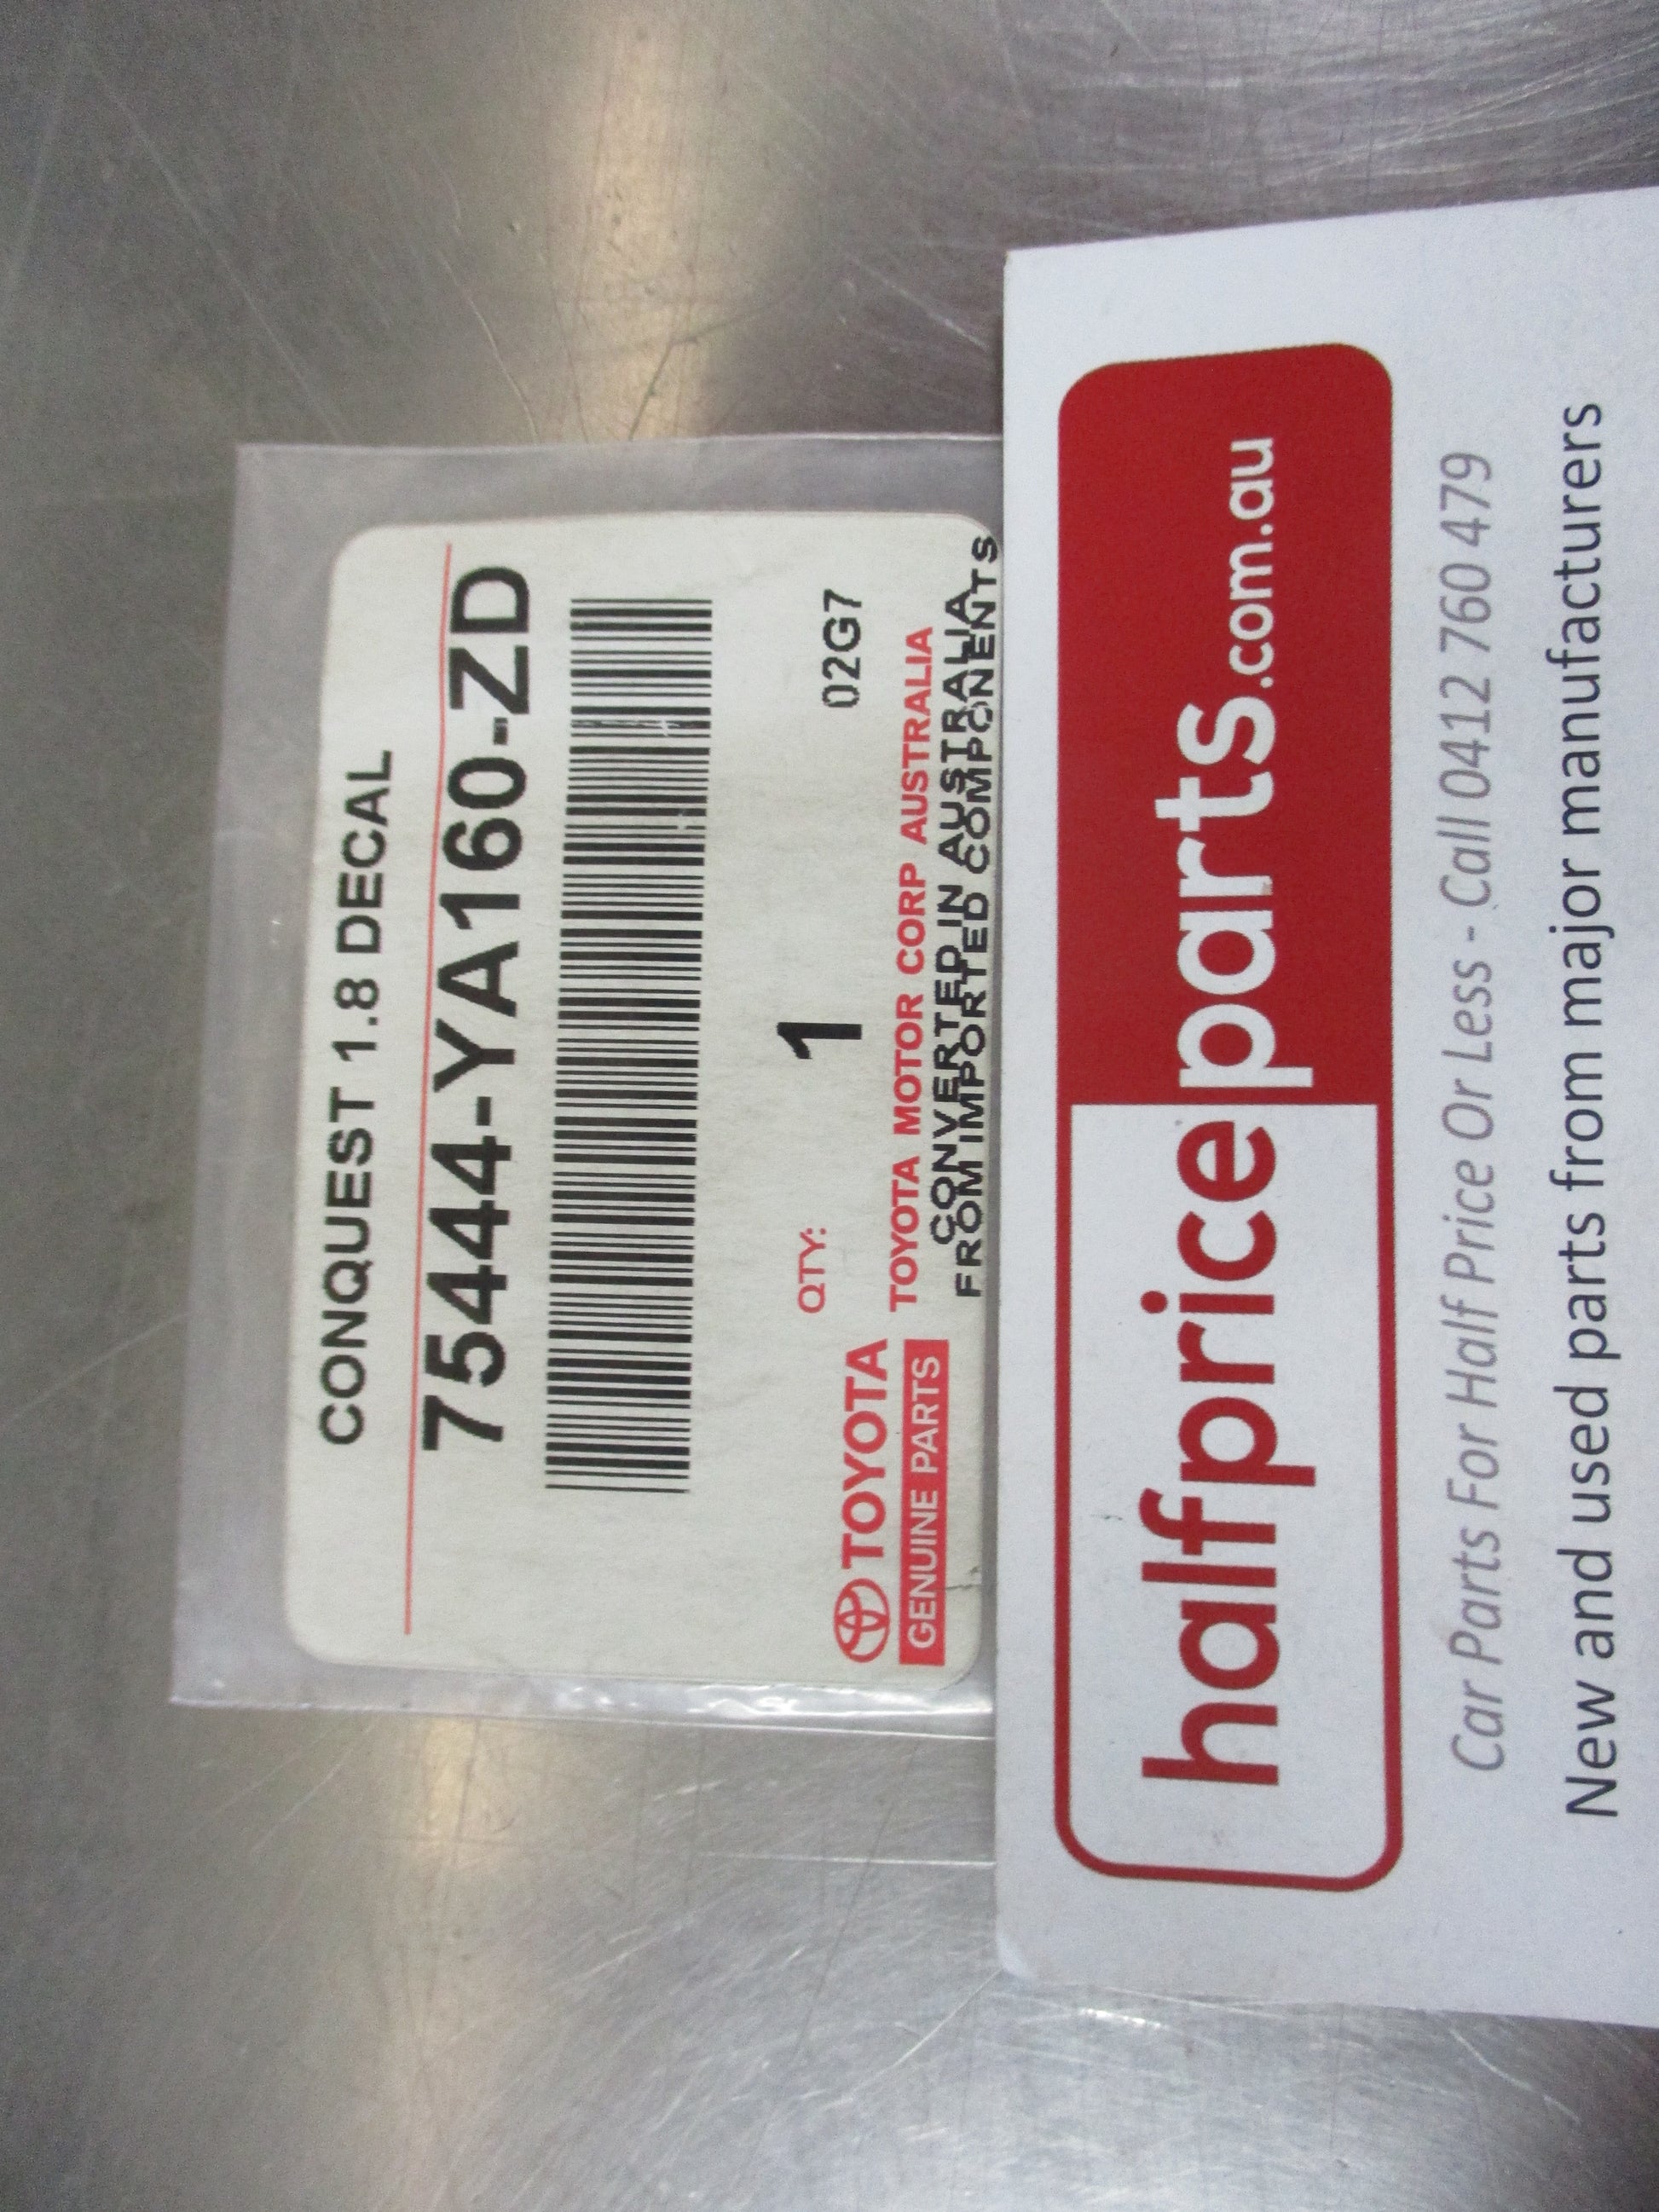 CONQUEST 1.8 DECAL
75444-YA160-ZD
QTY: 1 02G7
TOYOTA
GENUINE PARTS
TOYOTA MOTOR CORP AUSTRALIA
CONVERTED IN AUSTRALIA
FROM IMPORTED COMPONENTS
halfpriceparts.com.au
Car Parts For Half Price Or Less - Call 0412 760 479
New and used parts from major manufacturers